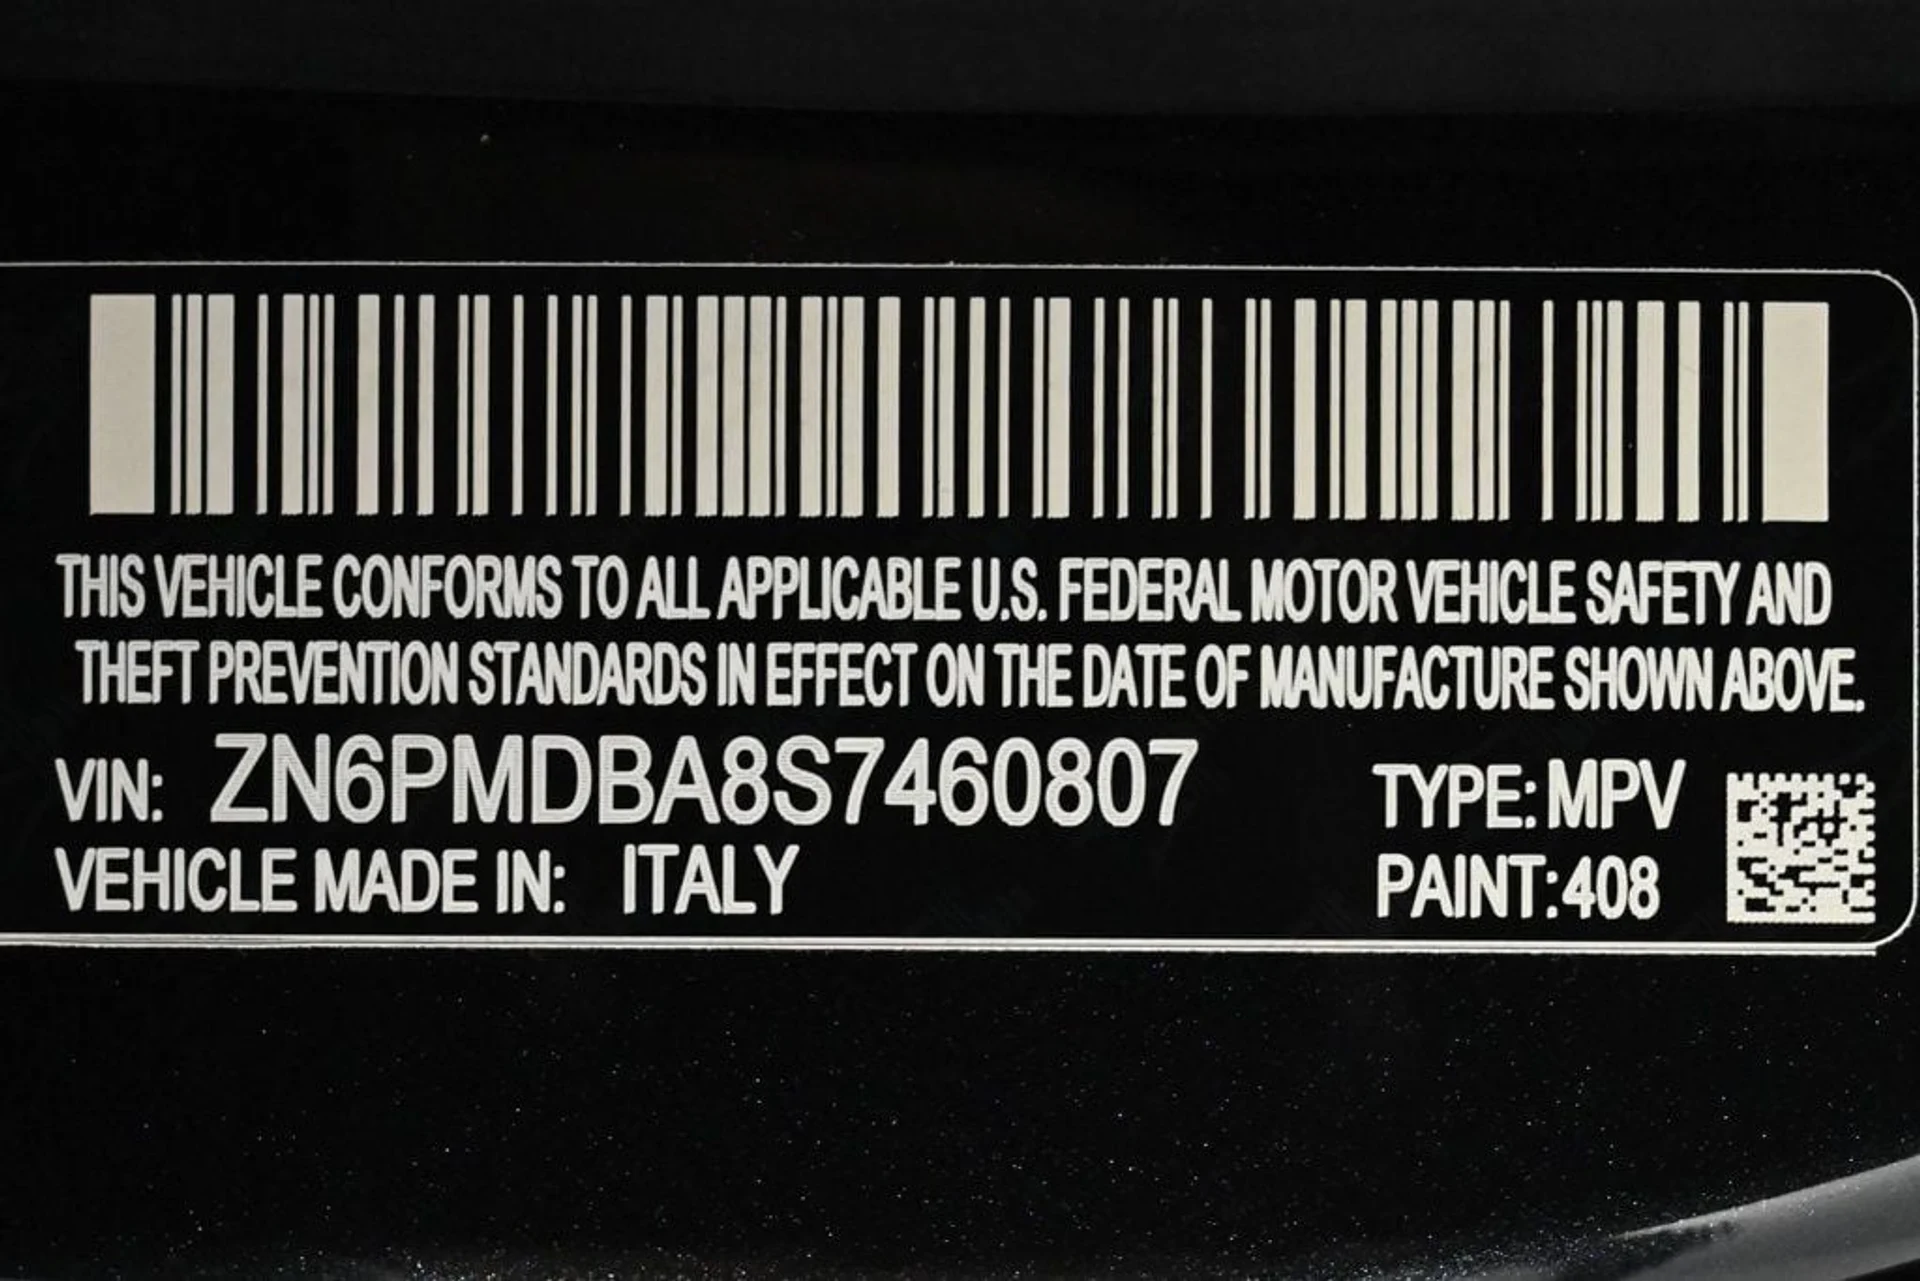 THIS VEHICLE CONFORMS TO ALL APPLICABLE U.S. FEDERAL MOTOR VEHICLE SAFETY AND
THEFT PREVENTION STANDARDS IN EFFECT ON THE DATE OF MANUFACTURE SHOWN ABOVE.
VIN: ZN6PMDBA8S7460807 TYPE: MPV
VEHICLE MADE IN: ITALY PAINT: 408